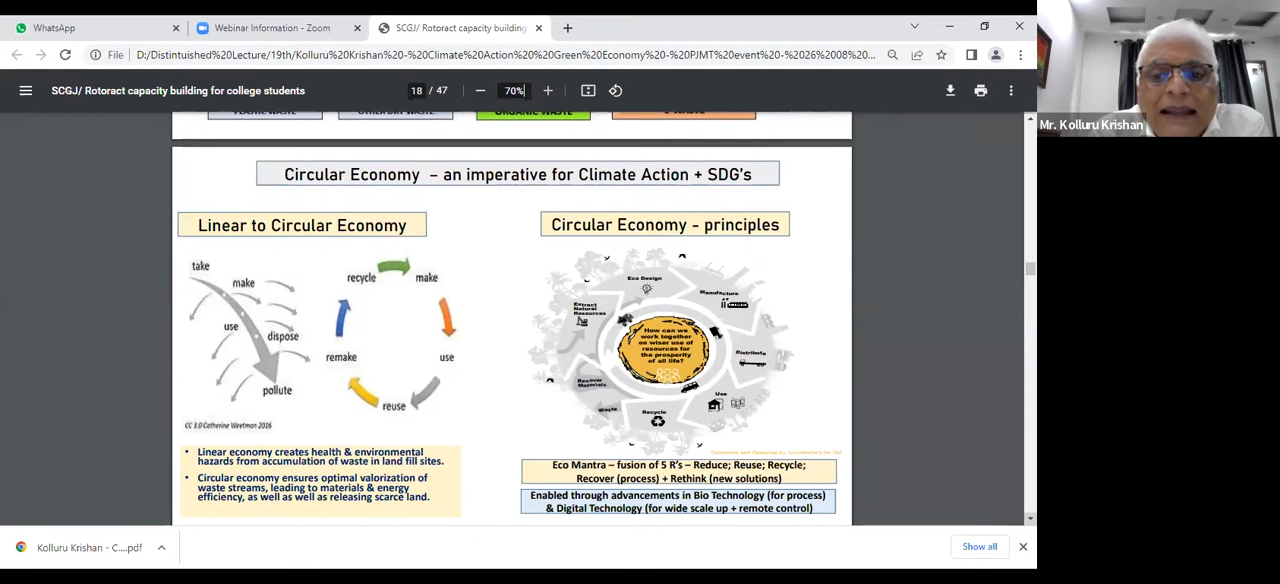 WhatsApp
Webinar Information - Zoom
SCGJ/ Rotoract capacity building
File
D:/Distintuished%20Lecture/19th/Kolluru%20Krishan%20-%20Climate%20Action%20%20Green%20Economy%20-%20PJMT%20event%20-%2026%2008%20...
SCGJ/ Rotoract capacity building for college students
18 / 47
70%
PLASTIC WASTE
OTHER DRY WASTE
ORGANIC WASTE
Mr. Kolluru Krishan
Circular Economy – an imperative for Climate Action + SDG's
Linear to Circular Economy
take
make
use
dispose
pollute
recycle
make
use
reuse
remake
CC 3.0 Catherine Weetman 2016
• Linear economy creates health & environmental
hazards from accumulation of waste in land fill sites.
• Circular economy ensures optimal valorization of
waste streams, leading to materials & energy
efficiency, as well as well as releasing scarce land.
Circular Economy - principles
Eco Design
Manufacture
Distribute
Use
Recycle
Waste
Recover
Materials
Extract
Natural
Resources
How can we
work together
on wiser use of
resources for
the prosperity
of all life?
Eco Mantra – fusion of 5 R's – Reduce; Reuse; Recycle;
Recover (process) + Rethink (new solutions)
Enabled through advancements in Bio Technology (for process)
& Digital Technology (for wide scale up + remote control)
Kolluru Krishan - C....pdf
Show all